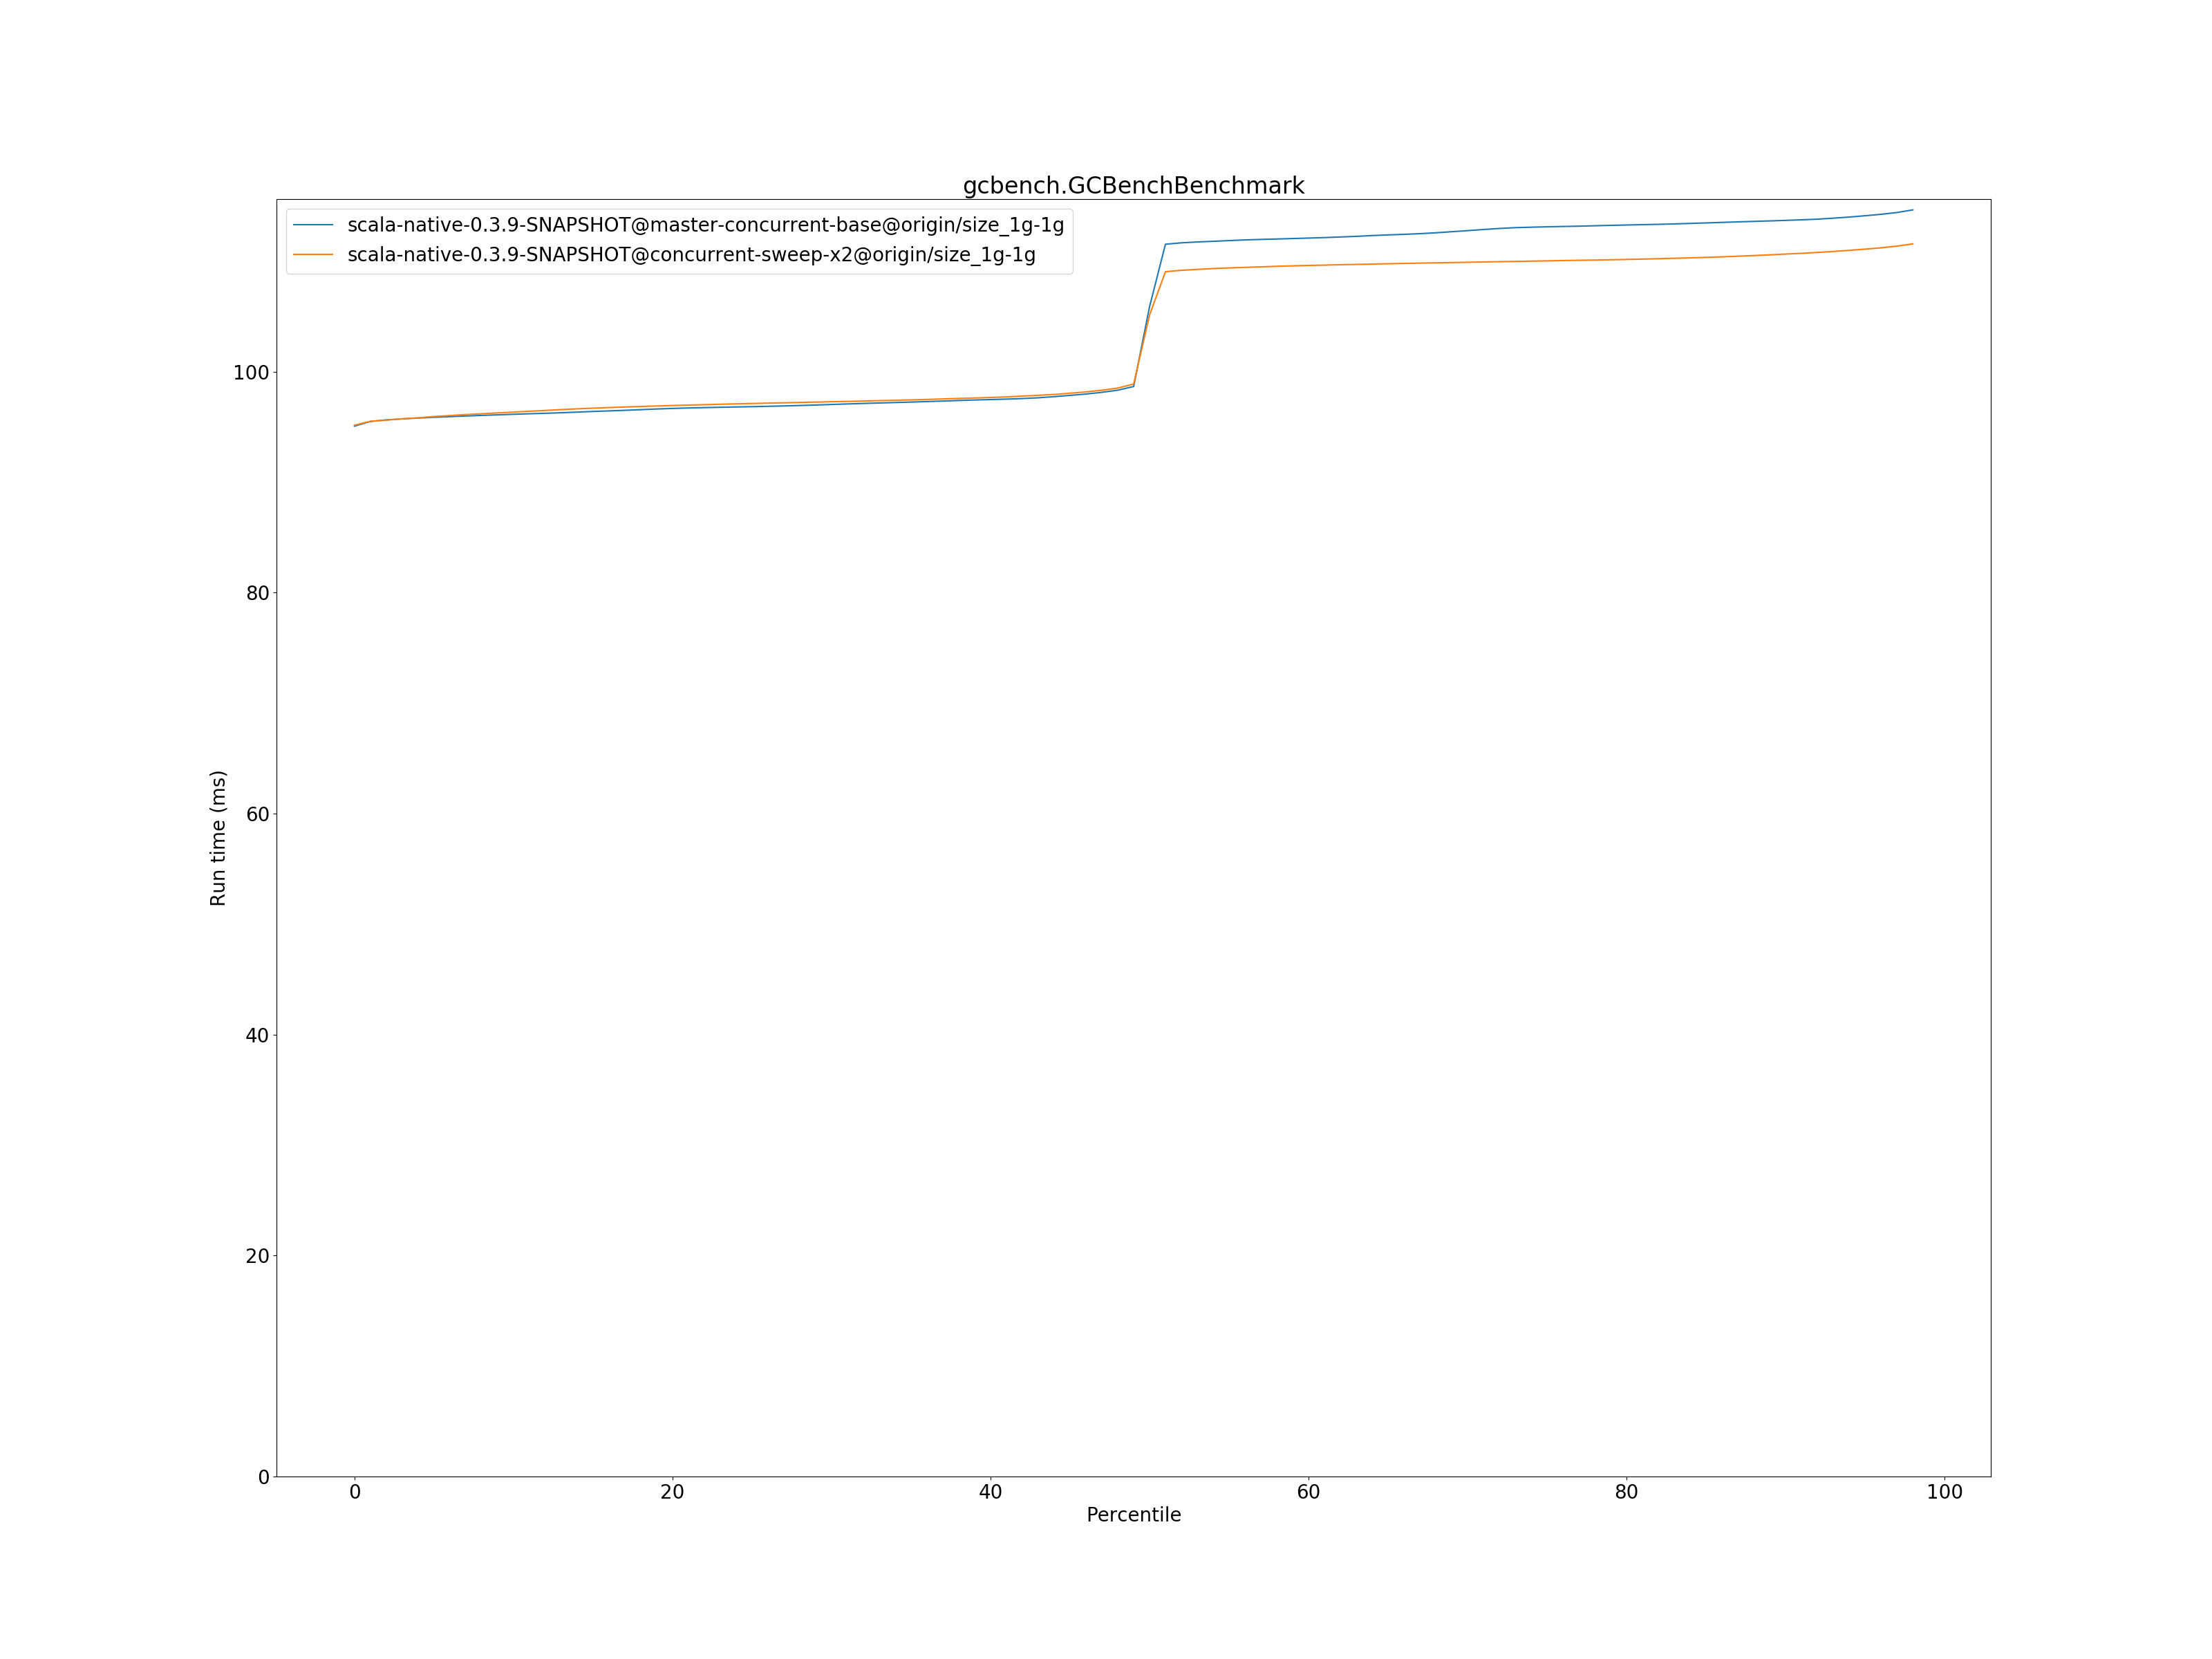 gcbench.GCBenchBenchmark
scala-native-0.3.9-SNAPSHOT@master-concurrent-base@origin/size_1g-1g
scala-native-0.3.9-SNAPSHOT@concurrent-sweep-x2@origin/size_1g-1g
100
80
60
40
20
0
Run time (ms)
0 20 40 60 80 100
Percentile